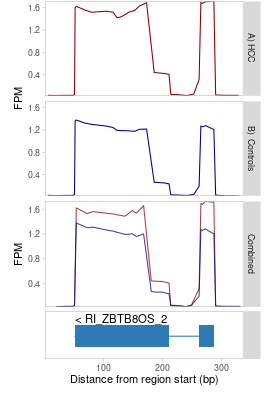 1.6
1.2
0.8
0.4
FPM
A) HCC
1.6
1.2
0.8
0.4
FPM
B) Controls
1.6
1.2
0.8
0.4
FPM
Combined
< RI_ZBTB8OS_2
100
200
300
Distance from region start (bp)